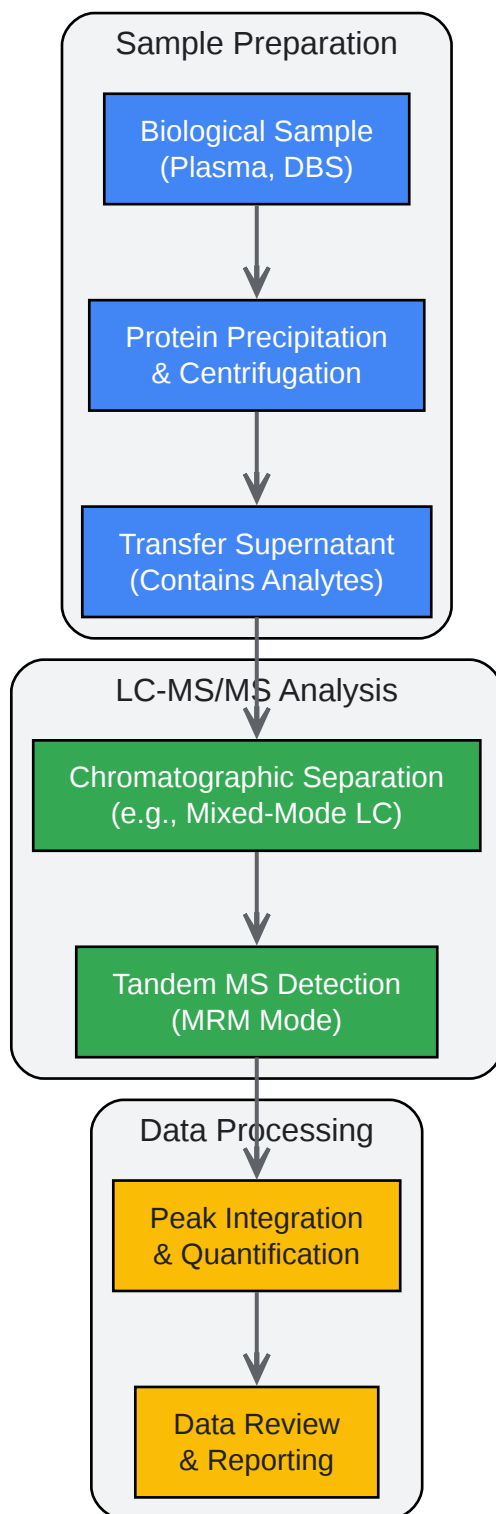 Sample Preparation
Biological Sample
(Plasma, DBS)
Protein Precipitation
& Centrifugation
Transfer Supernatant
(Contains Analytes)
LC-MS/MS Analysis
Chromatographic Separation
(e.g., Mixed-Mode LC)
Tandem MS Detection
(MRM Mode)
Data Processing
Peak Integration
& Quantification
Data Review
& Reporting